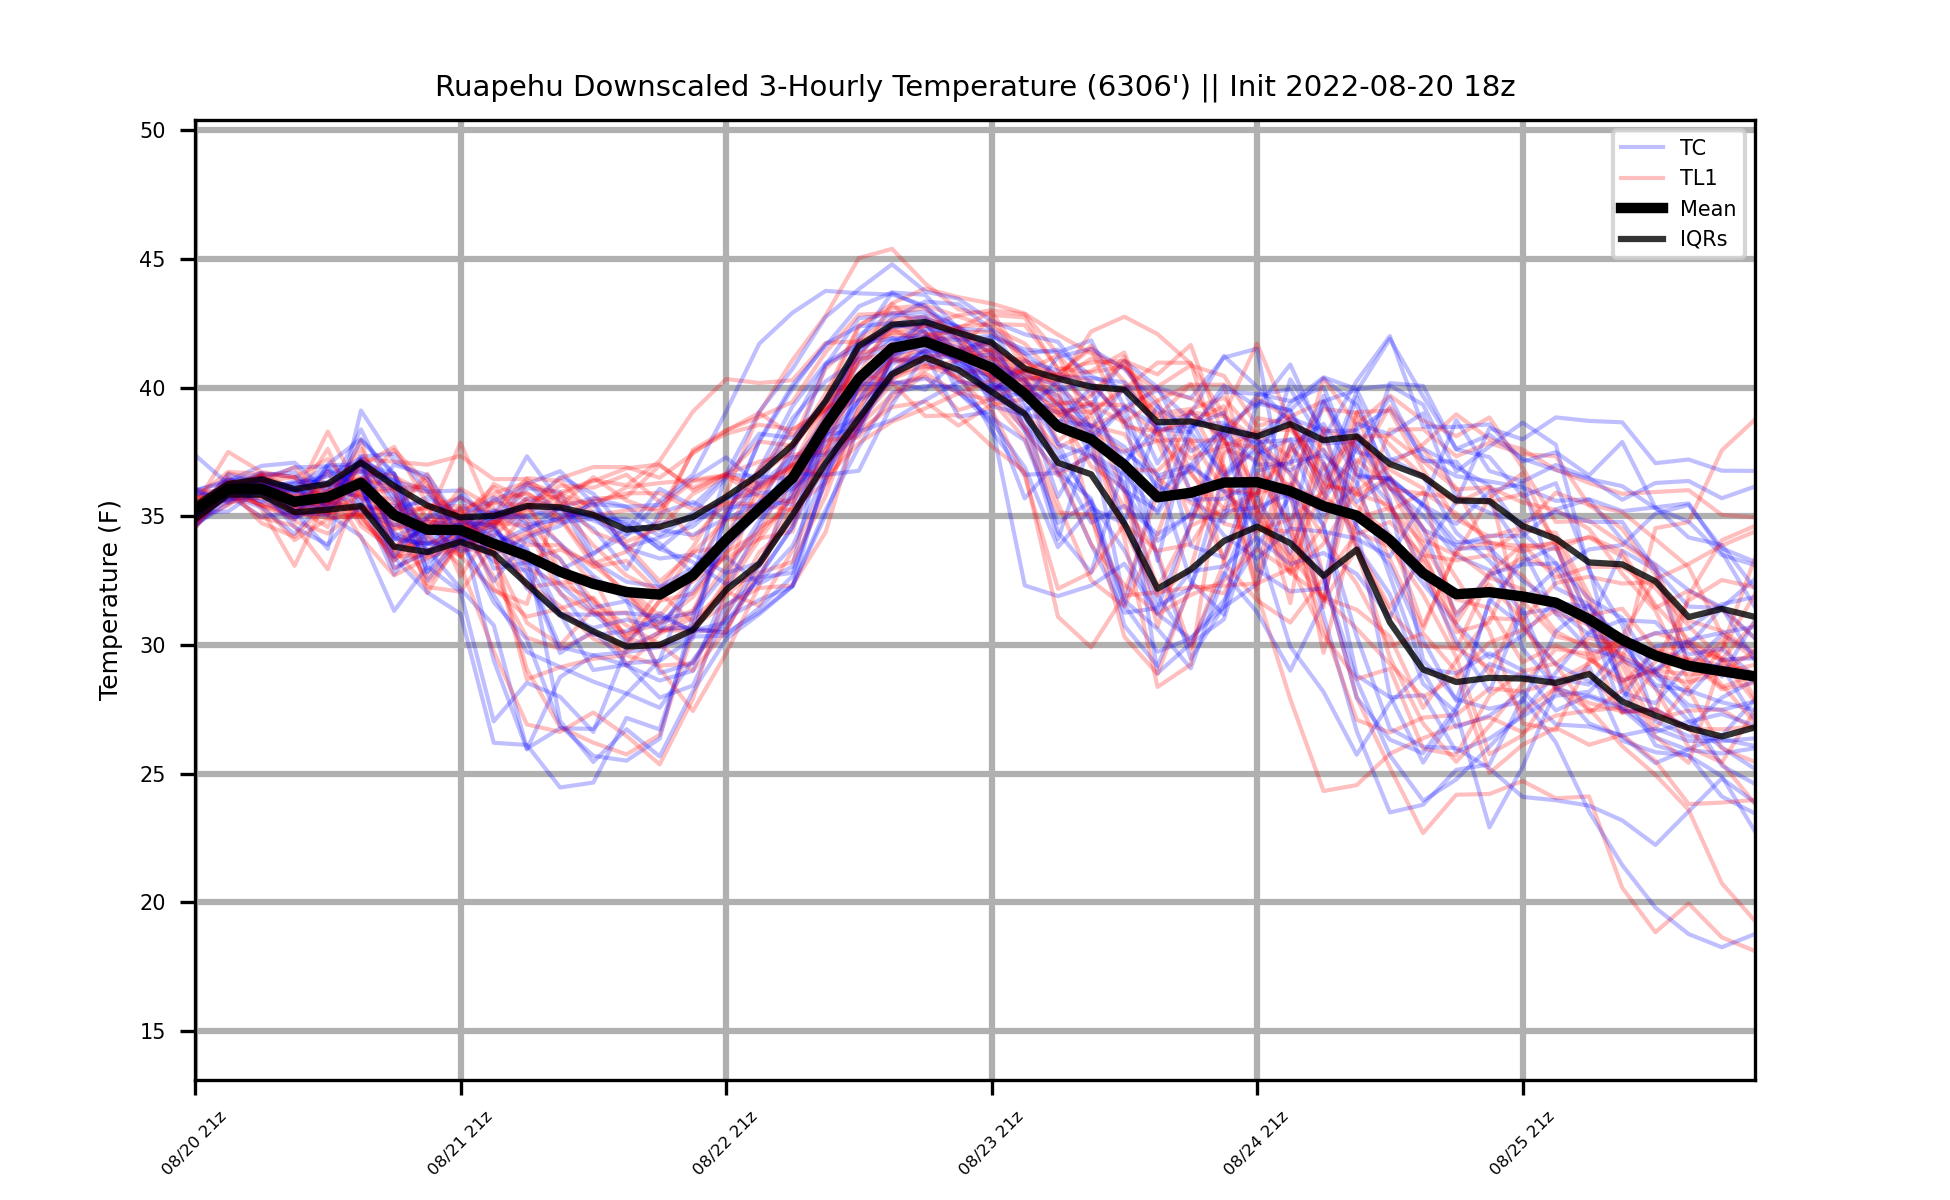 Ruapehu Downscaled 3-Hourly Temperature (6306') || Init 2022-08-20 18z
50
45
40
35
30
25
20
15
Temperature (F)
TC
TL1
Mean
IQRs
08/20 21z
08/21 21z
08/22 21z
08/23 21z
08/24 21z
08/25 21z